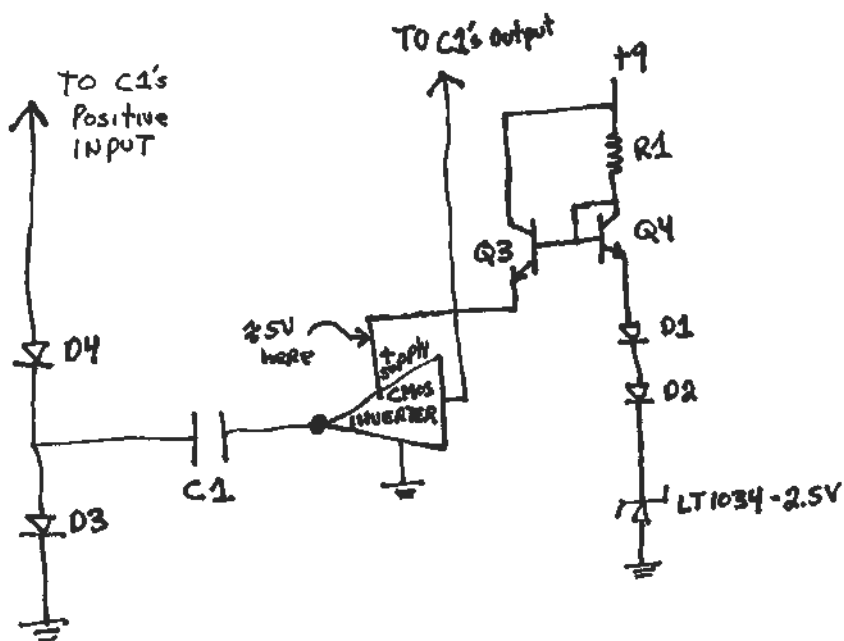 TO C1's
Positive
INPUT
TO C1's Output
+9
R1
Q3
Q4
≈5V
here
+
supply
CMOS
INVERTER
D1
D2
D4
C1
LT1034-2.5V
D3